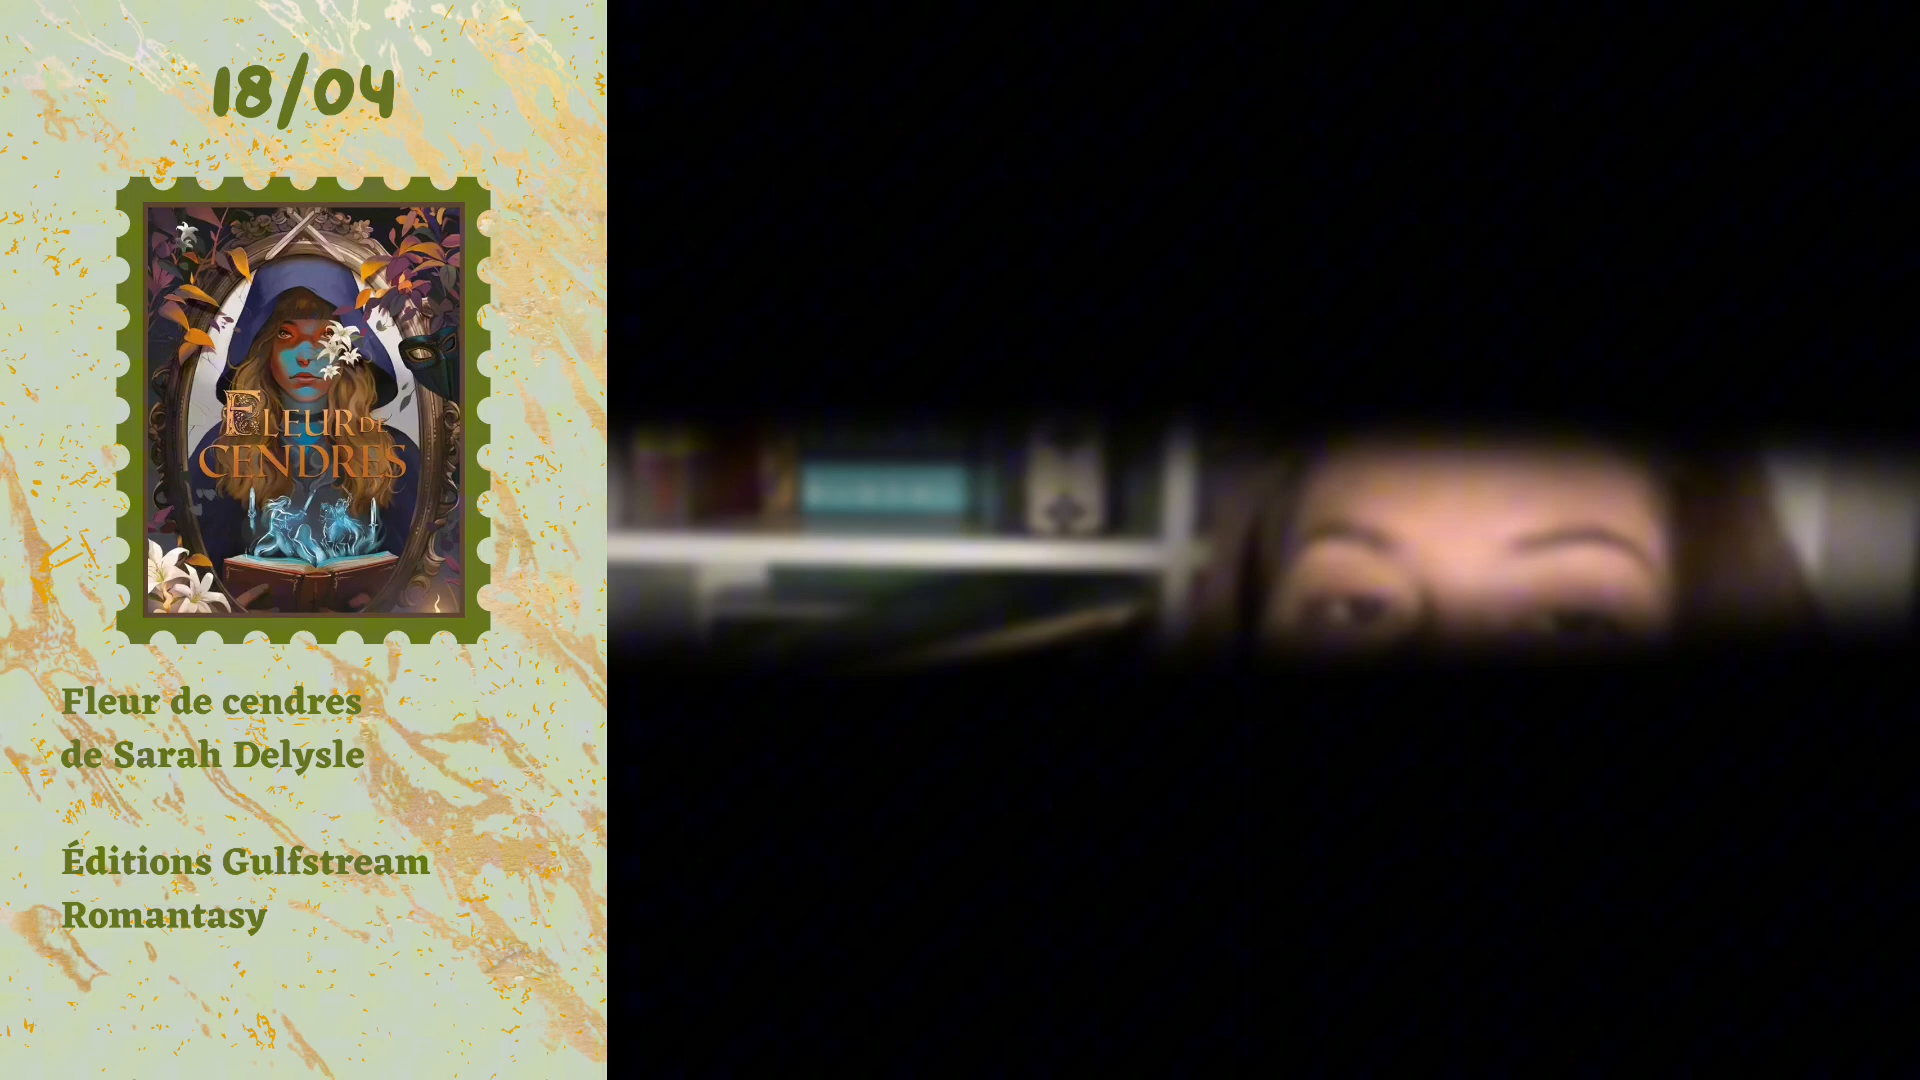 18/04
FLEUR DE
CENDRES
Fleur de cendres
de Sarah Delysle
Éditions Gulfstream
Romantasy